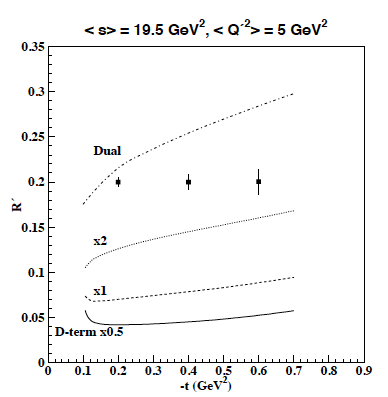 < s> = 19.5 GeV², < Q´²> = 5 GeV²
R´
0.35
0.3
0.25
0.2
0.15
0.1
0.05
0
Dual
x2
x1
D-term x0.5
0 0.1 0.2 0.3 0.4 0.5 0.6 0.7 0.8 0.9
-t (GeV²)